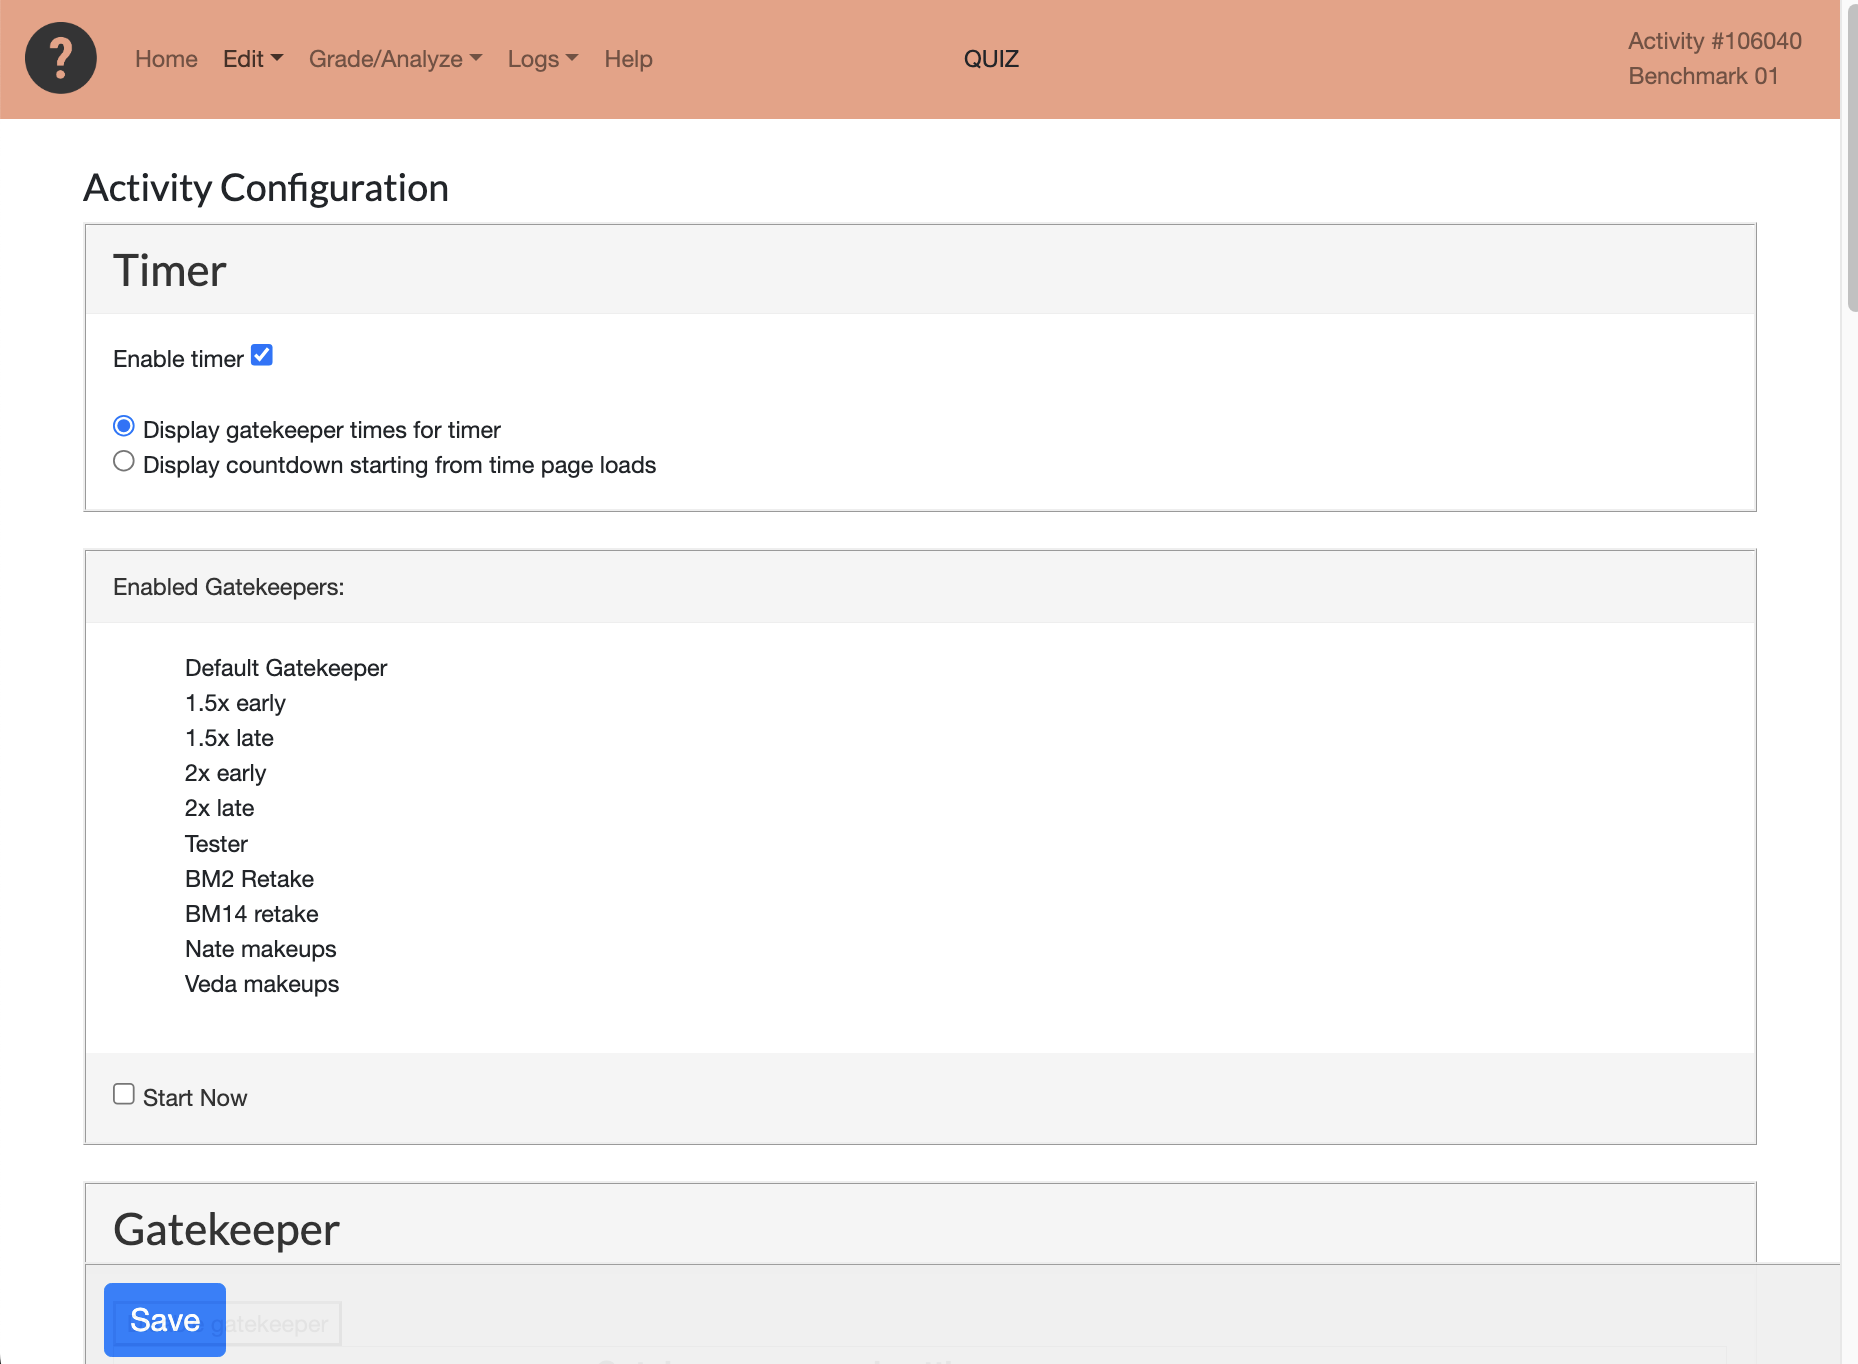 ?
Home Edit Grade/Analyze Logs Help QUIZ Activity #106040
Benchmark 01
Activity Configuration
Timer
Enable timer
Display gatekeeper times for timer
Display countdown starting from time page loads
Enabled Gatekeepers:
Default Gatekeeper
1.5x early
1.5x late
2x early
2x late
Tester
BM2 Retake
BM14 retake
Nate makeups
Veda makeups
Start Now
Gatekeeper
Save gatekeeper